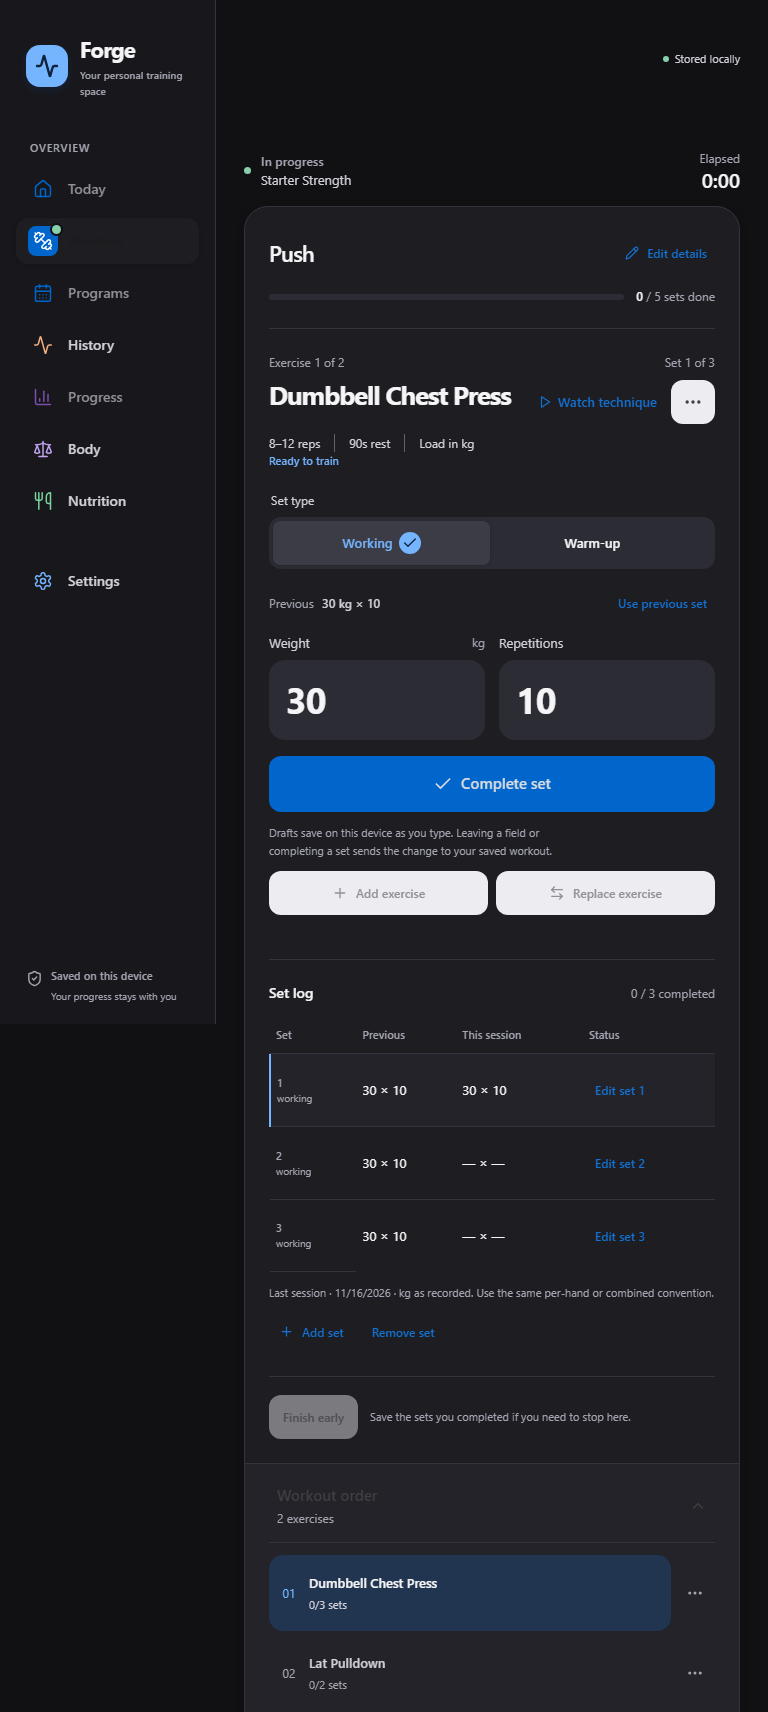 Forge
Your personal training
space
Stored locally
OVERVIEW
Today
Programs
History
Progress
Body
Nutrition
Settings
Saved on this device
Your progress stays with you
In progress
Starter Strength
Elapsed
0:00
Push
Edit details
0 / 5 sets done
Exercise 1 of 2
Set 1 of 3
Dumbbell Chest Press
Watch technique
8–12 reps
90s rest
Load in kg
Ready to train
Set type
Working
Warm-up
Previous 30 kg × 10
Use previous set
Weight
kg
Repetitions
30
10
Complete set
Drafts save on this device as you type. Leaving a field or
completing a set sends the change to your saved workout.
Add exercise
Replace exercise
Set log
0 / 3 completed
Set
Previous
This session
Status
1
working
30 × 10
30 × 10
Edit set 1
2
working
30 × 10
— × —
Edit set 2
3
working
30 × 10
— × —
Edit set 3
Last session · 11/16/2026 · kg as recorded. Use the same per-hand or combined convention.
Add set
Remove set
Finish early
Save the sets you completed if you need to stop here.
Workout order
2 exercises
01
Dumbbell Chest Press
0/3 sets
02
Lat Pulldown
0/2 sets